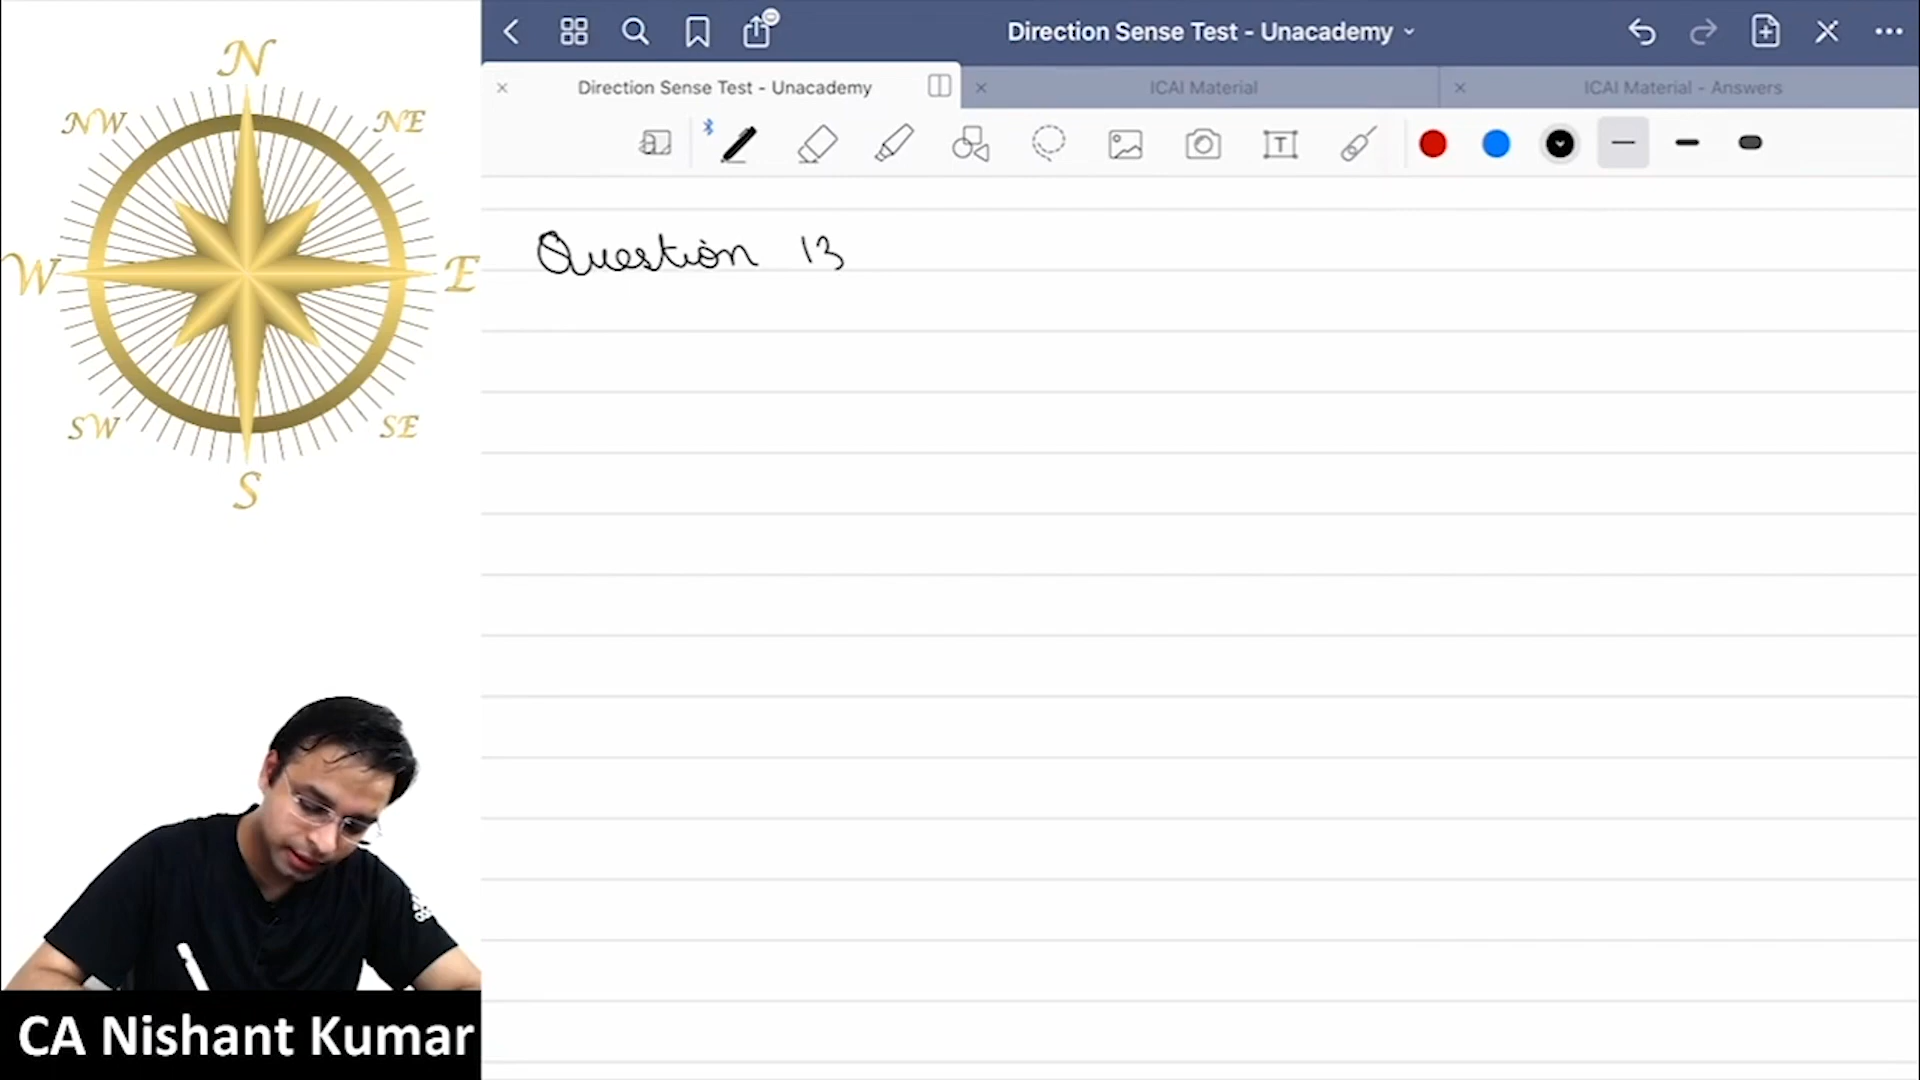 N
NW
NE
W
E
SW
SE
S
Direction Sense Test - Unacademy
Direction Sense Test - Unacademy
ICAI Material
ICAI Material - Answers
a
T
Question 13
adidas
CA Nishant Kumar